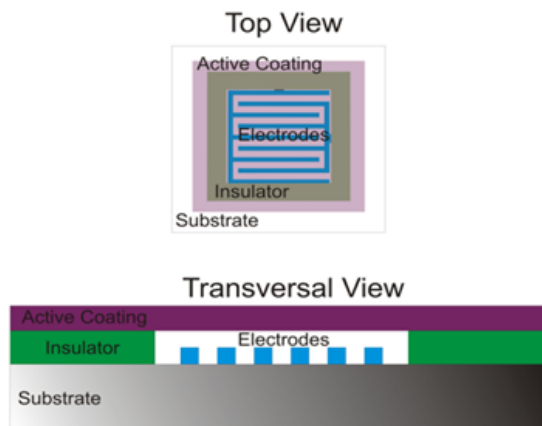 Top View
Active Coating
Electrodes
Insulator
Substrate
Transversal View
Active Coating
Electrodes
Insulator
Substrate